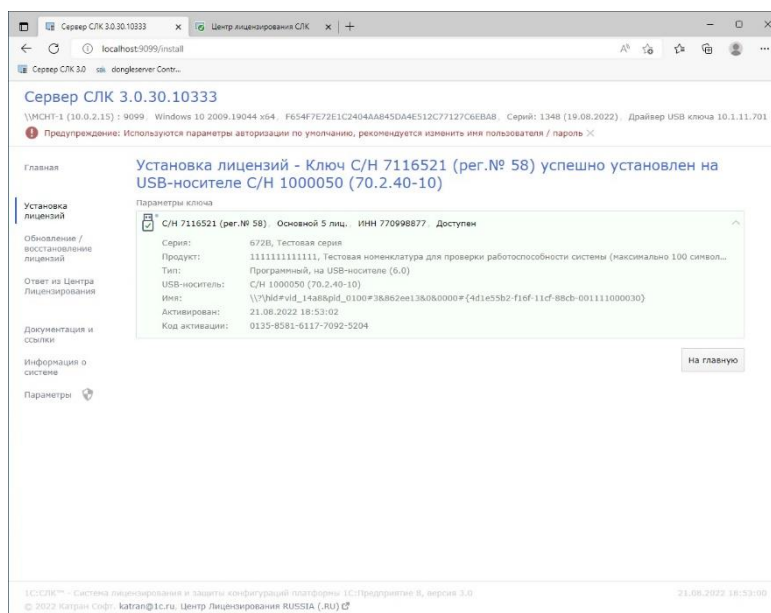 Сервер СЛК 3.0.30.10333
Центр лицензирования СЛК
localhost:9099/install
Сервер СЛК 3.0
dongleserver Contr...
Сервер СЛК 3.0.30.10333
\\MCHT-1 (10.0.2.15) : 9099, Windows 10 2009.19044 x64, F654F7E72E1C2404AA845DA4E512C77127C6EBA8, Серий: 1348 (19.08.2022), Драйвер USB ключа 10.1.11.701
Предупреждение: Используются параметры авторизации по умолчанию, рекомендуется изменить имя пользователя / пароль
Главная
Установка лицензий
Обновление / восстановление лицензий
Ответ из Центра Лицензирования
Документация и ссылки
Информация о системе
Параметры
Установка лицензий - Ключ С/Н 7116521 (рег.№ 58) успешно установлен на
USB-носителе С/Н 1000050 (70.2.40-10)
Параметры ключа
С/Н 7116521 (рег.№ 58), Основной 5 лиц., ИНН 770998877, Доступен
Серия: 672B, Тестовая серия
Продукт: 1111111111111, Тестовая номенклатура для проверки работоспособности системы (максимально 100 символ...
Тип: Программный, на USB-носителе (6.0)
USB-носитель: С/Н 1000050 (70.2.40-10)
Имя: \\?\hid#vid_14a8&pid_0100#3&862ee13&0&0000#{4d1e55b2-f16f-11cf-88cb-001111000030}
Активирован: 21.08.2022 18:53:02
Код активации: 0135-8581-6117-7092-5204
На главную
1С:СЛК™ - Система лицензирования и защиты конфигураций платформы 1С:Предприятие 8, версия 3.0
21.08.2022 18:53:00
© 2022 Катран Софт, katran@1c.ru, Центр Лицензирования RUSSIA (.RU)